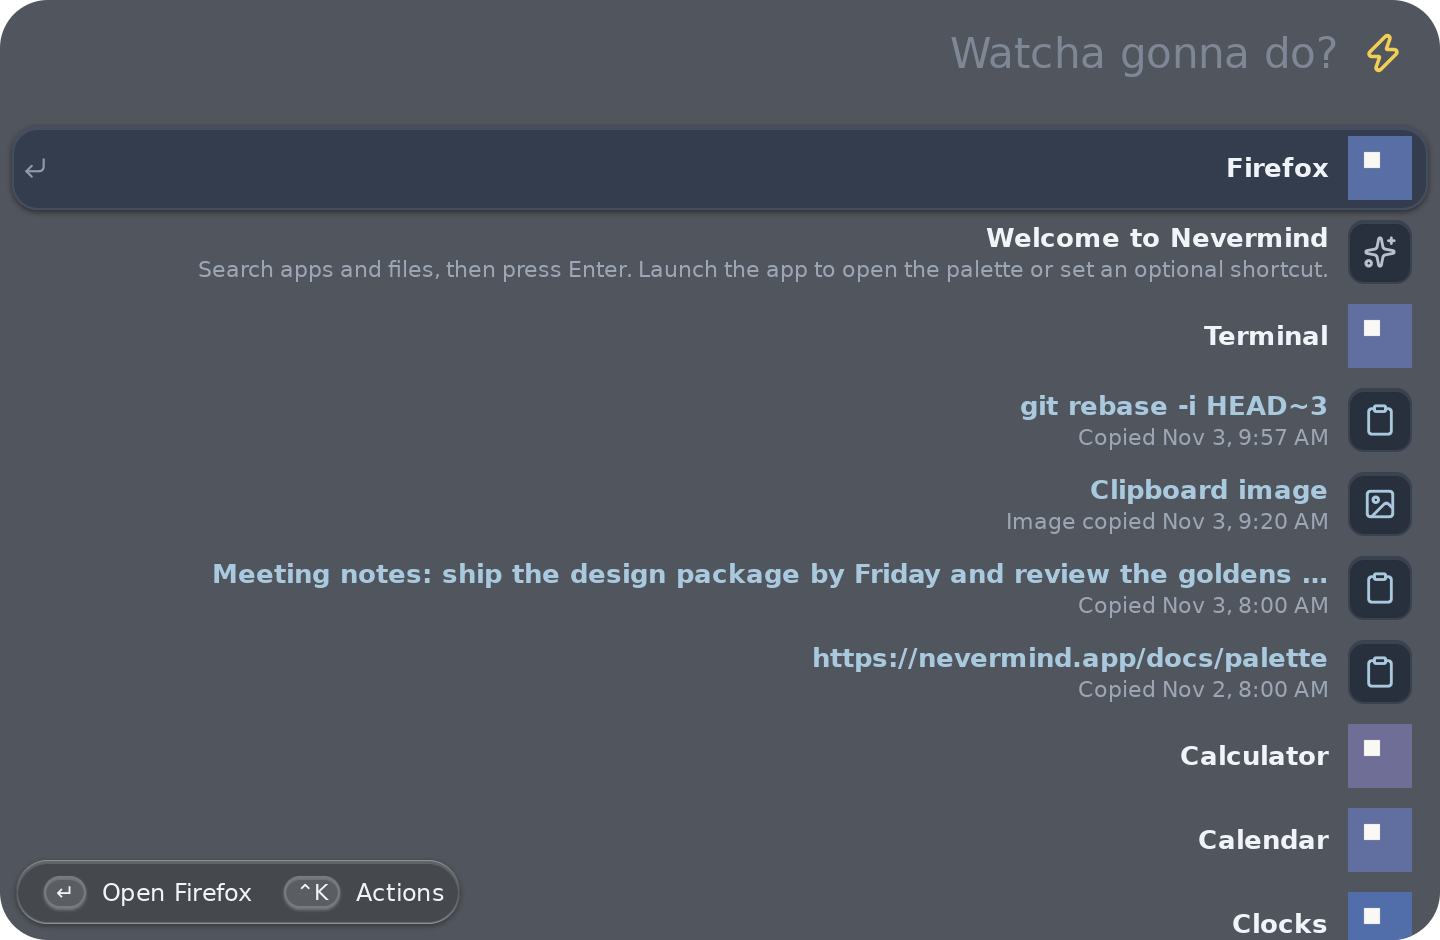 Watcha gonna do?
Firefox
Welcome to Nevermind
Search apps and files, then press Enter. Launch the app to open the palette or set an optional shortcut.
Terminal
git rebase -i HEAD~3
Copied Nov 3, 9:57 AM
Clipboard image
Image copied Nov 3, 9:20 AM
Meeting notes: ship the design package by Friday and review the goldens …
Copied Nov 3, 8:00 AM
https://nevermind.app/docs/palette
Copied Nov 2, 8:00 AM
Calculator
Calendar
Clocks
↵ Open Firefox ^K Actions